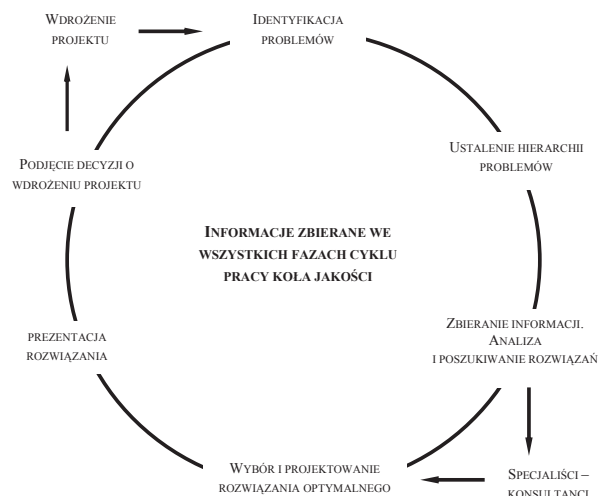 WDROŻENIE
PROJEKTU
IDENTYFIKACJA
PROBLEMÓW
USTALENIE HIERARCHII
PROBLEMÓW
PODJĘCIE DECYZJI O
WDROŻENIU PROJEKTU
INFORMACJE ZBIERANE WE
WSZYSTKICH FAZACH CYKLU
PRACY KOŁA JAKOŚCI
ZBIERANIE INFORMACJI.
ANALIZA
I POSZUKIWANIE ROZWIĄZAŃ
PREZENTACJA
ROZWIĄZANIA
WYBÓR I PROJEKTOWANIE
ROZWIĄZANIA OPTYMALNEGO
SPECJALIŚCI –
KONSULTANCI